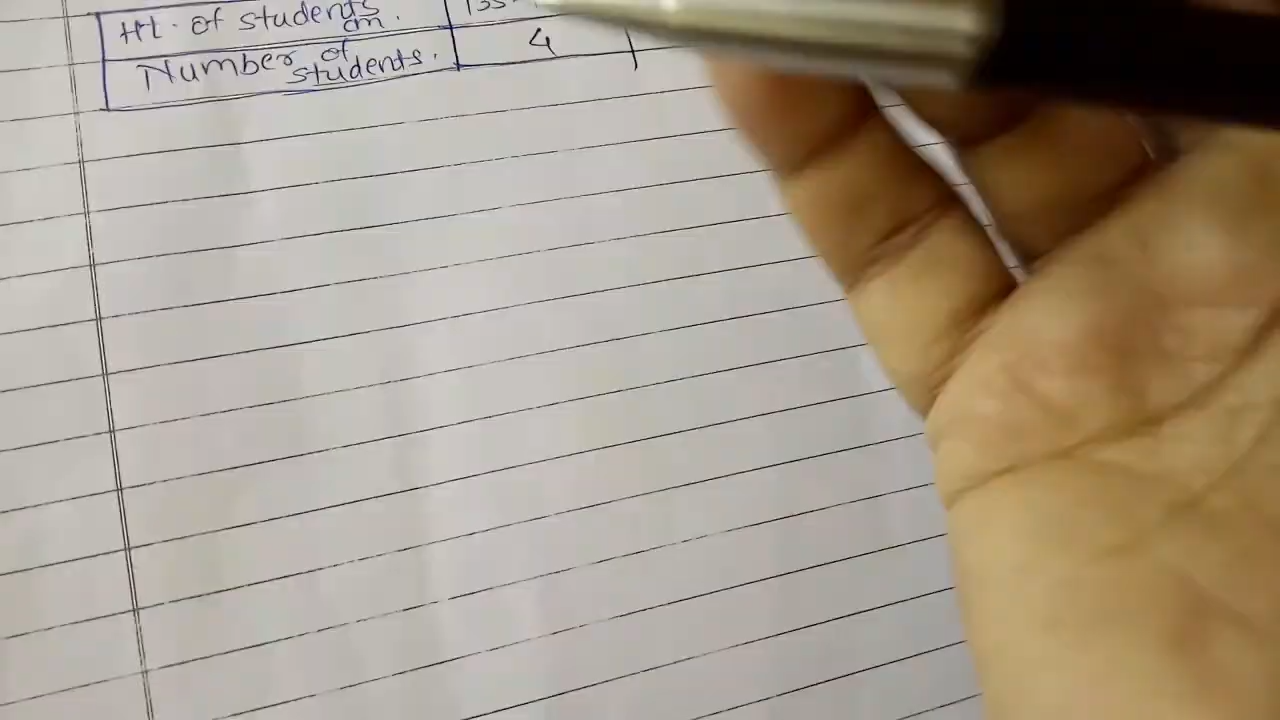 Ht. of students
cm.
Number of
students.
4